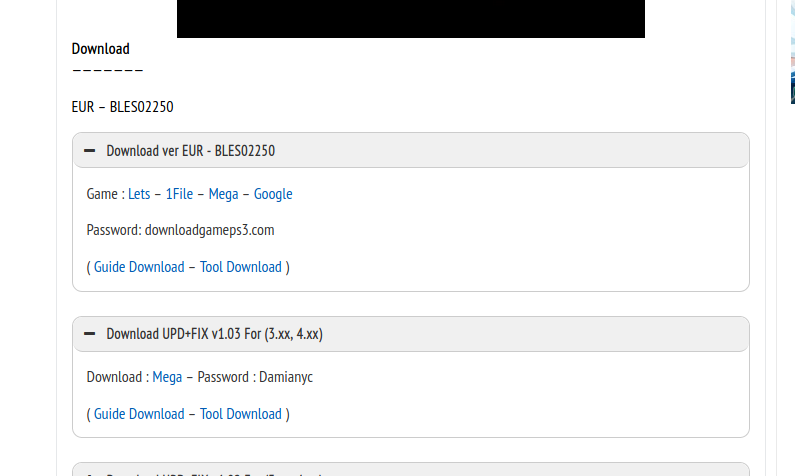 Download
———————
EUR – BLES02250
Download ver EUR - BLES02250
Game : Lets – 1File – Mega – Google
Password: downloadgameps3.com
( Guide Download – Tool Download )
Download UPD+FIX v1.03 For (3.xx, 4.xx)
Download : Mega – Password : Damianyc
( Guide Download – Tool Download )